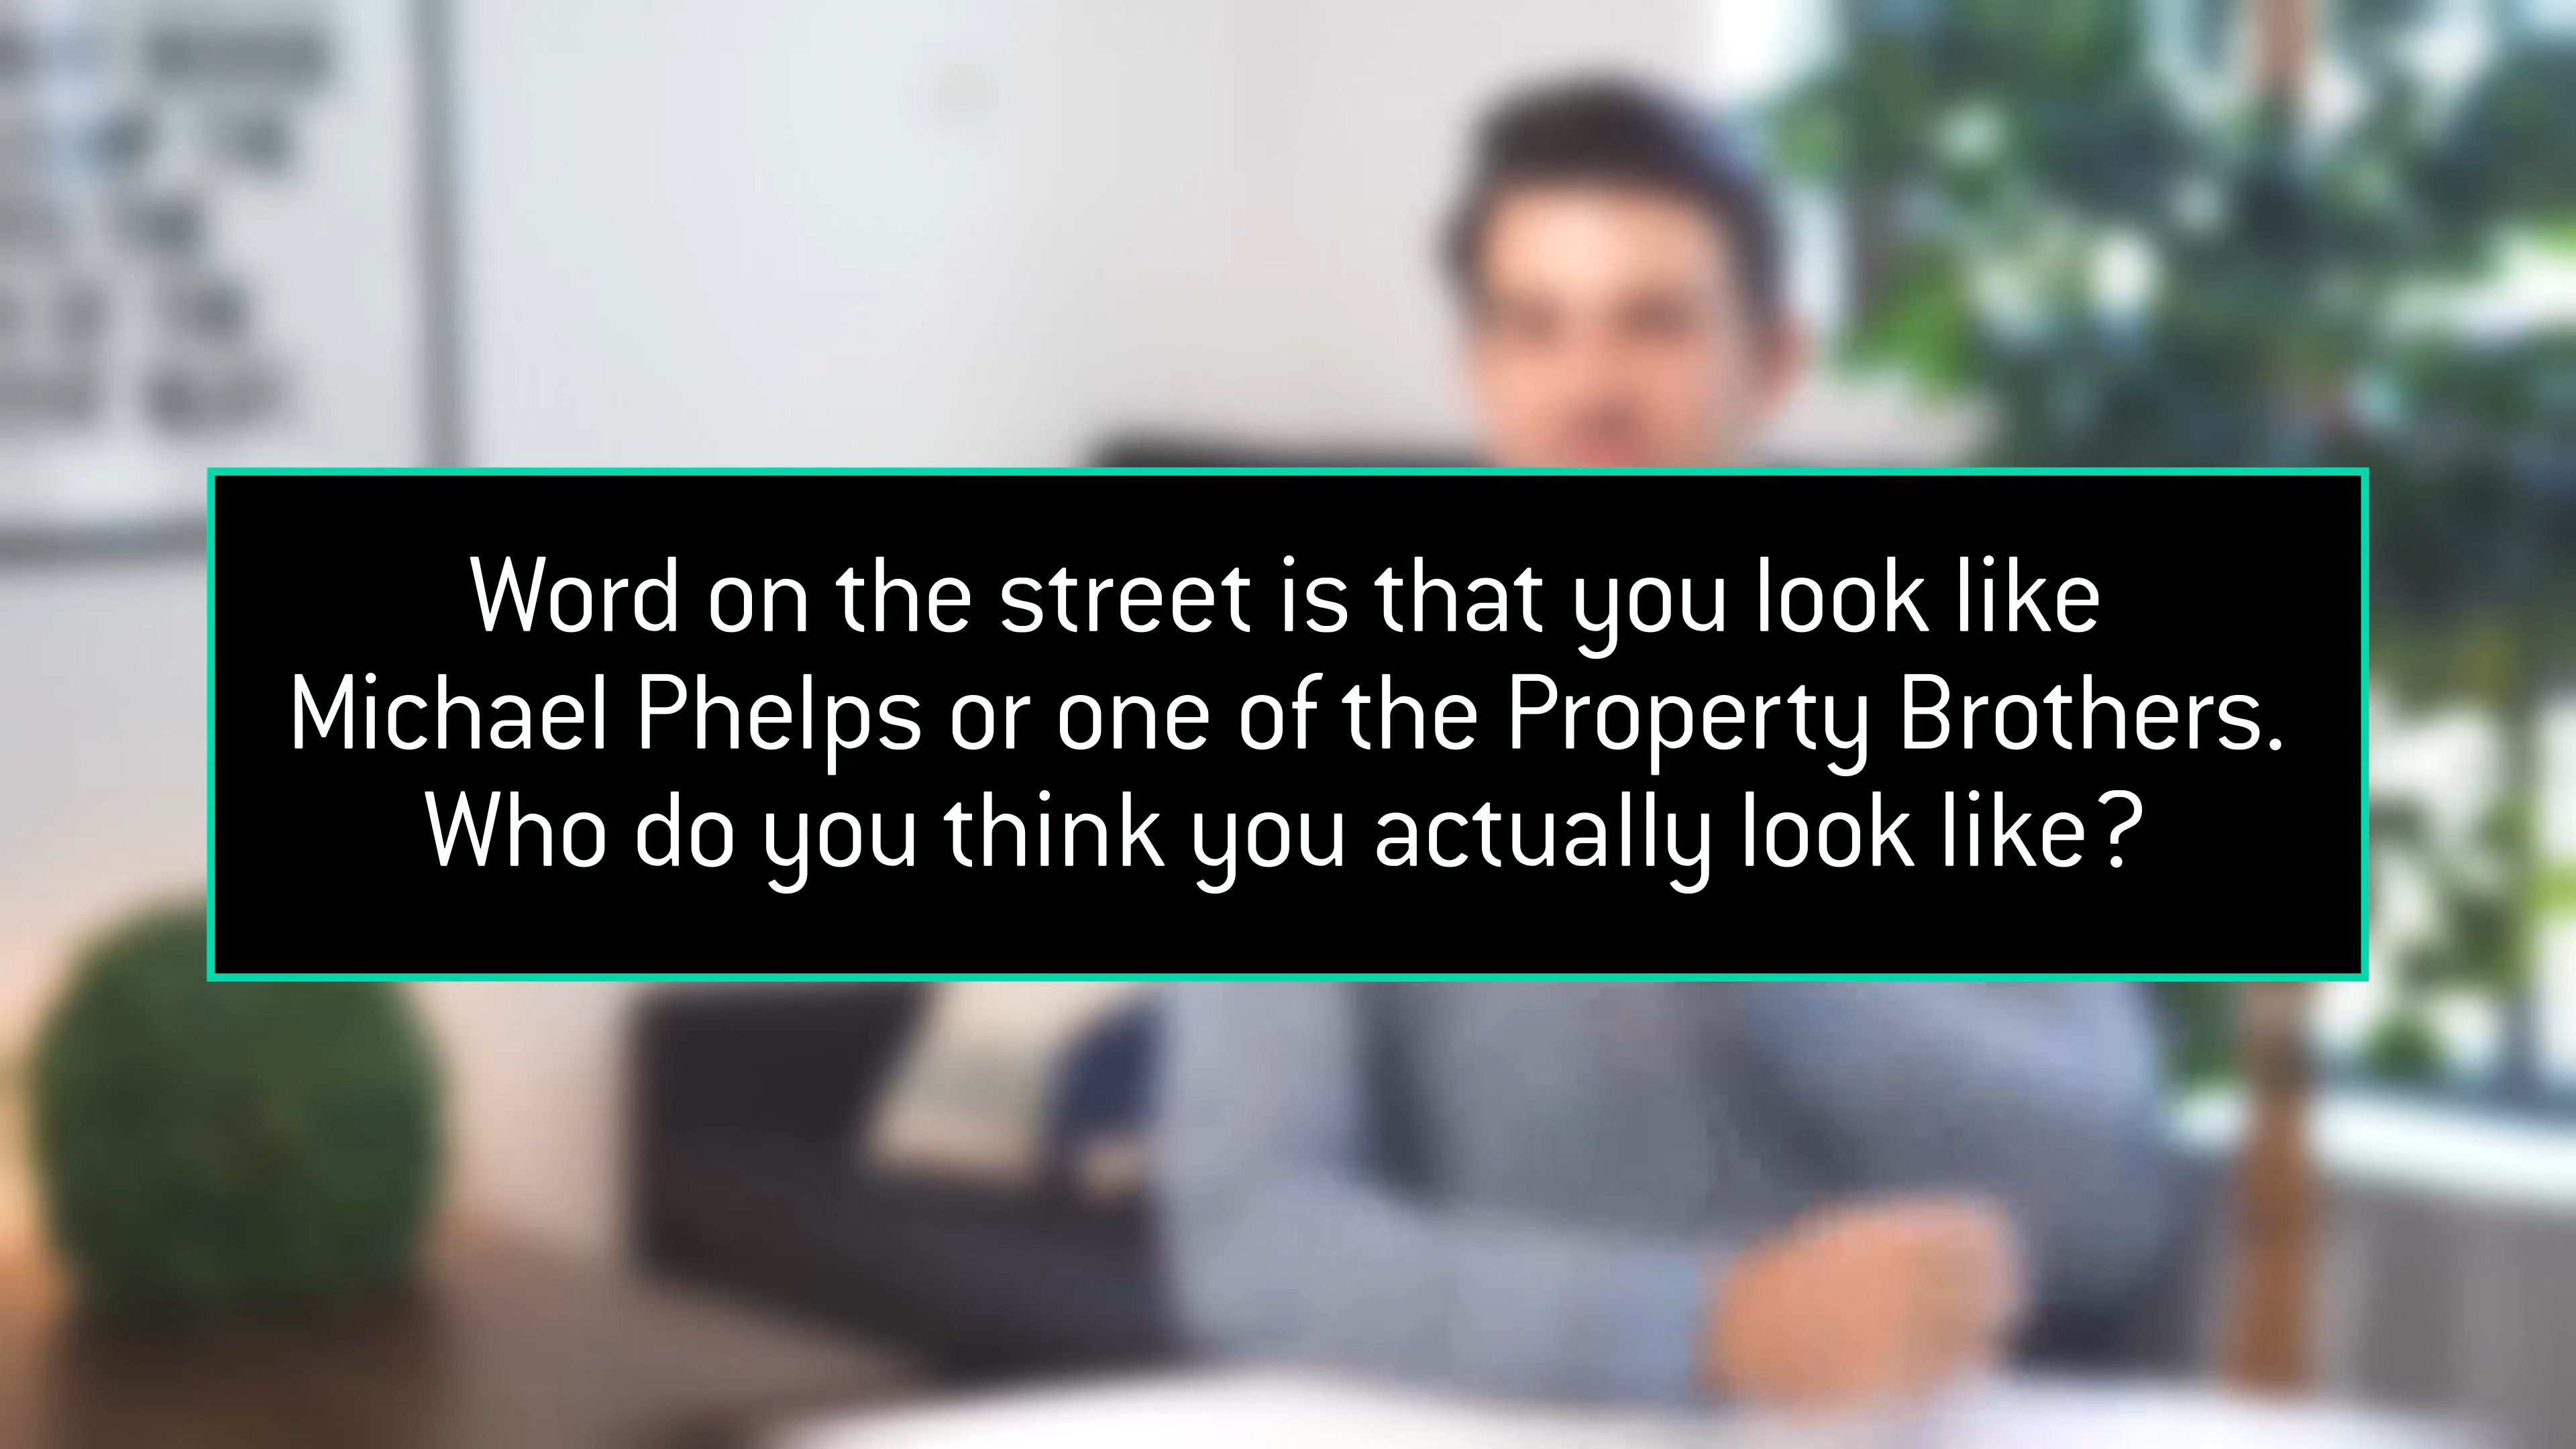 Word on the street is that you look like
Michael Phelps or one of the Property Brothers.
Who do you think you actually look like?